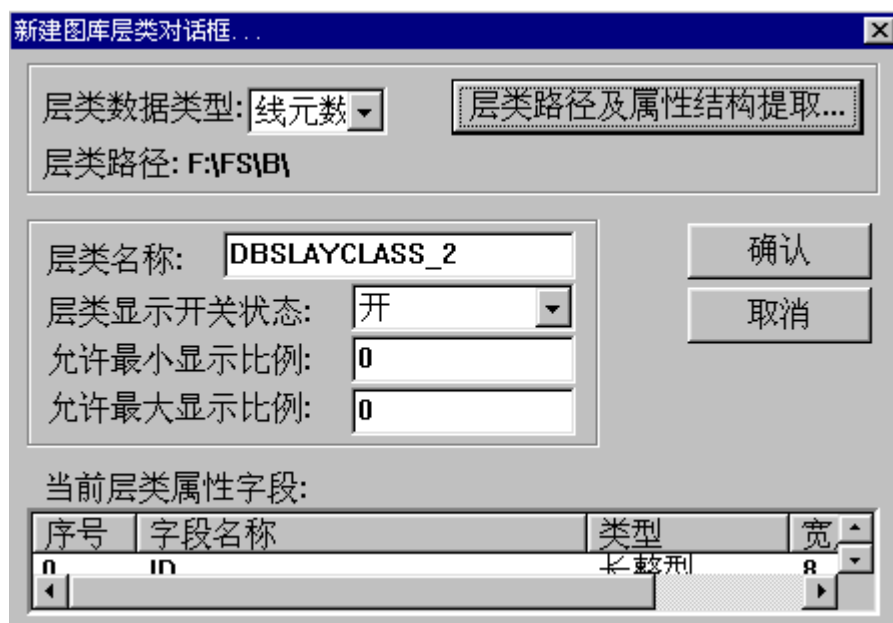 新建图库层类对话框...
层类数据类型: 线元数 层类路径及属性结构提取...
层类路径: F:\FS\B\
层类名称: DBSLAYCLASS_2 确认
层类显示开关状态: 开 取消
允许最小显示比例: 0
允许最大显示比例: 0
当前层类属性字段:
序号 字段名称 类型 宽
0 ID 长整型 8